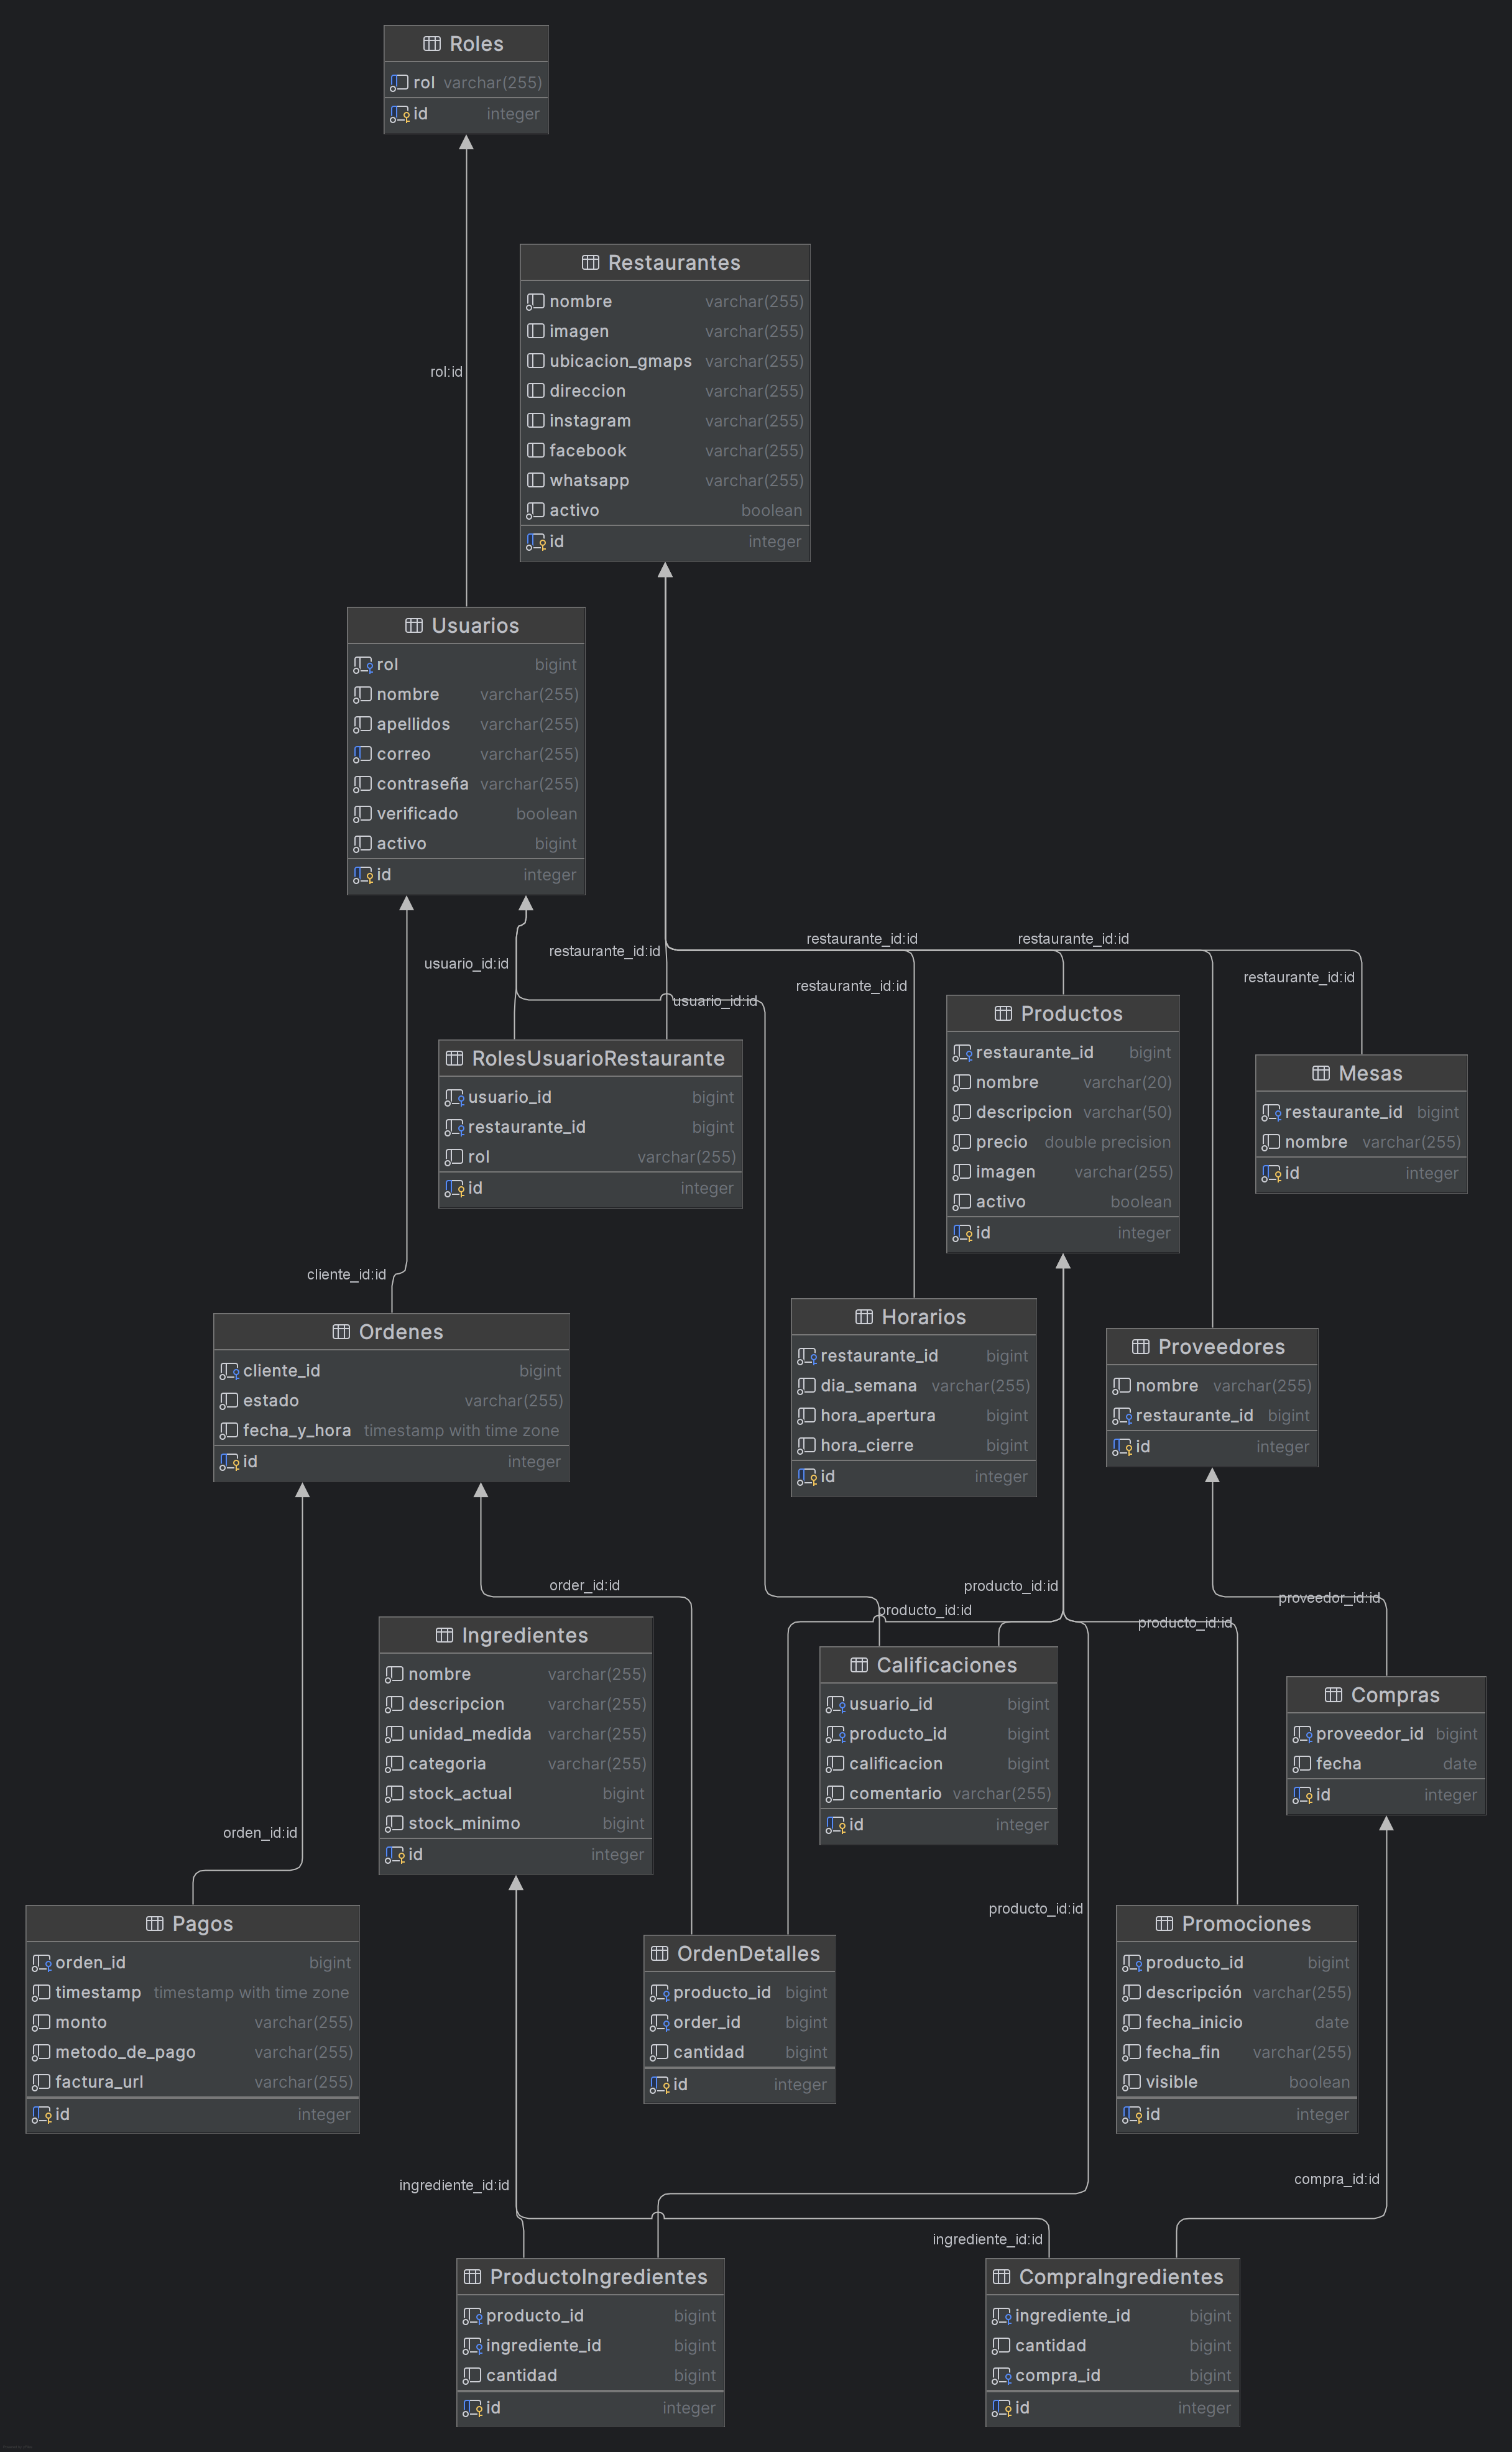 Roles
rol varchar(255)
id integer
rol:id
Restaurantes
nombre varchar(255)
imagen varchar(255)
ubicacion_gmaps varchar(255)
direccion varchar(255)
instagram varchar(255)
facebook varchar(255)
whatsapp varchar(255)
activo boolean
id integer
Usuarios
rol bigint
nombre varchar(255)
apellidos varchar(255)
correo varchar(255)
contraseña varchar(255)
verificado boolean
activo bigint
id integer
usuario_id:id
restaurante_id:id
restaurante_id:id
restaurante_id:id
usuario_id:id
restaurante_id:id
restaurante_id:id
RolesUsuarioRestaurante
usuario_id bigint
restaurante_id bigint
rol varchar(255)
id integer
Productos
restaurante_id bigint
nombre varchar(20)
descripcion varchar(50)
precio double precision
imagen varchar(255)
activo boolean
id integer
Mesas
restaurante_id bigint
nombre varchar(255)
id integer
cliente_id:id
Ordenes
cliente_id bigint
estado varchar(255)
fecha_y_hora timestamp with time zone
id integer
Horarios
restaurante_id bigint
dia_semana varchar(255)
hora_apertura bigint
hora_cierre bigint
id integer
Proveedores
nombre varchar(255)
restaurante_id bigint
id integer
order_id:id
producto_id:id
producto_id:id
producto_id:id
proveedor_id:id
Ingredientes
nombre varchar(255)
descripcion varchar(255)
unidad_medida varchar(255)
categoria varchar(255)
stock_actual bigint
stock_minimo bigint
id integer
Calificaciones
usuario_id bigint
producto_id bigint
calificacion bigint
comentario varchar(255)
id integer
Compras
proveedor_id bigint
fecha date
id integer
orden_id:id
producto_id:id
Pagos
orden_id bigint
timestamp timestamp with time zone
monto varchar(255)
metodo_de_pago varchar(255)
factura_url varchar(255)
id integer
OrdenDetalles
producto_id bigint
order_id bigint
cantidad bigint
id integer
Promociones
producto_id bigint
descripción varchar(255)
fecha_inicio date
fecha_fin varchar(255)
visible boolean
id integer
ingrediente_id:id
compra_id:id
ingrediente_id:id
ProductoIngredientes
producto_id bigint
ingrediente_id bigint
cantidad bigint
id integer
CompraIngredientes
ingrediente_id bigint
cantidad bigint
compra_id bigint
id integer